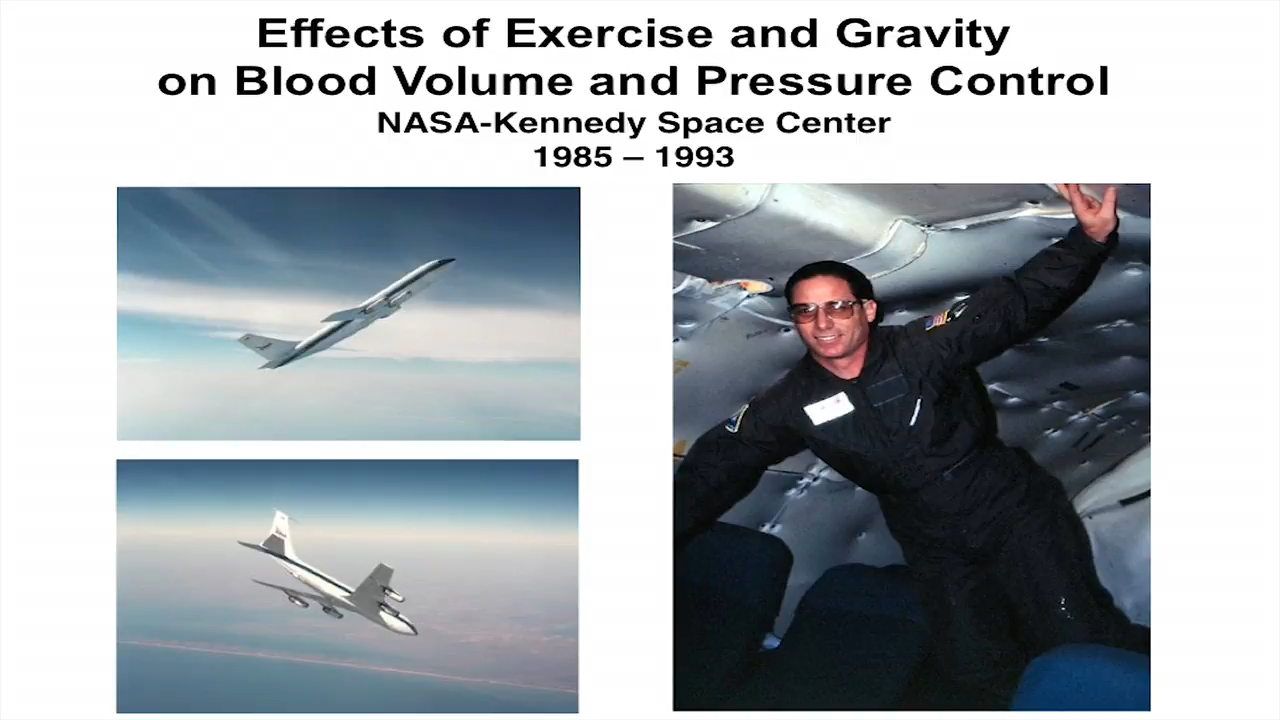 Effects of Exercise and Gravity
on Blood Volume and Pressure Control
NASA-Kennedy Space Center
1985 – 1993